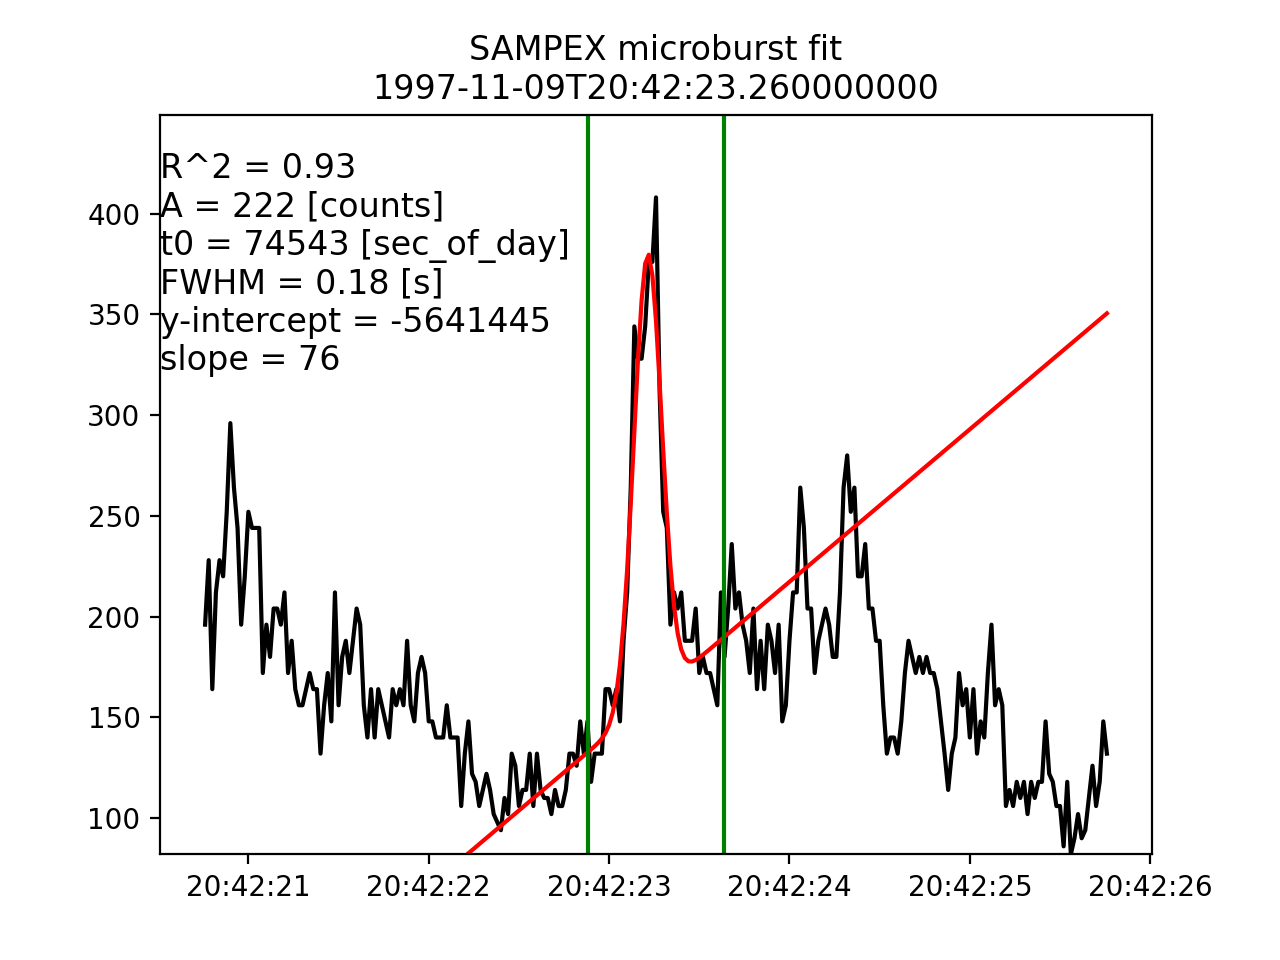 SAMPEX microburst fit
1997-11-09T20:42:23.260000000
R^2 = 0.93
A = 222 [counts]
t0 = 74543 [sec_of_day]
FWHM = 0.18 [s]
y-intercept = -5641445
slope = 76
400
350
300
250
200
150
100
20:42:21 20:42:22 20:42:23 20:42:24 20:42:25 20:42:26